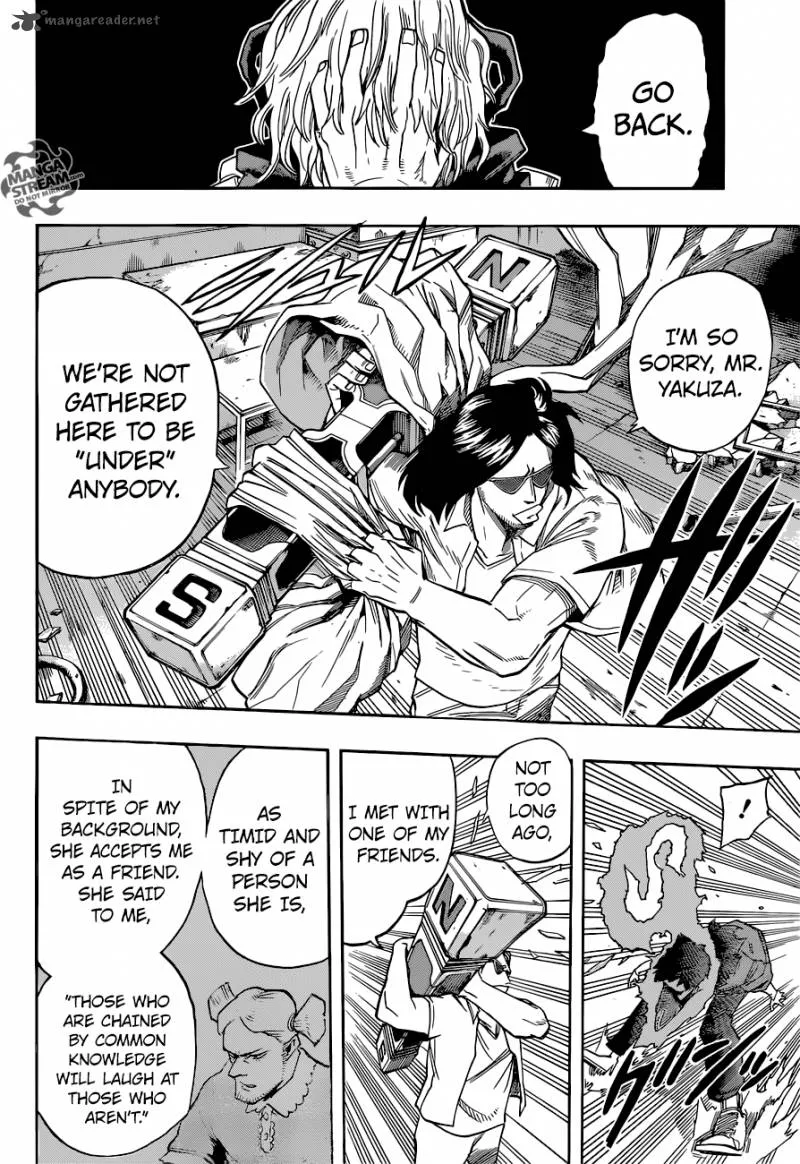 mangareader.net
MANGA
STREAM.com
DO NOT MIRROR
GO
BACK.
I'M SO
SORRY, MR.
YAKUZA.
N
WE'RE NOT
GATHERED
HERE TO BE
"UNDER"
ANYBODY.
S
!
S
NOT
TOO
LONG
AGO,
I MET WITH
ONE OF MY
FRIENDS.
N
AS
TIMID AND
SHY OF A
PERSON
SHE IS,
IN
SPITE OF MY
BACKGROUND,
SHE ACCEPTS ME
AS A FRIEND.
SHE SAID
TO ME,
"THOSE WHO
ARE CHAINED
BY COMMON
KNOWLEDGE
WILL LAUGH AT
THOSE WHO
AREN'T."